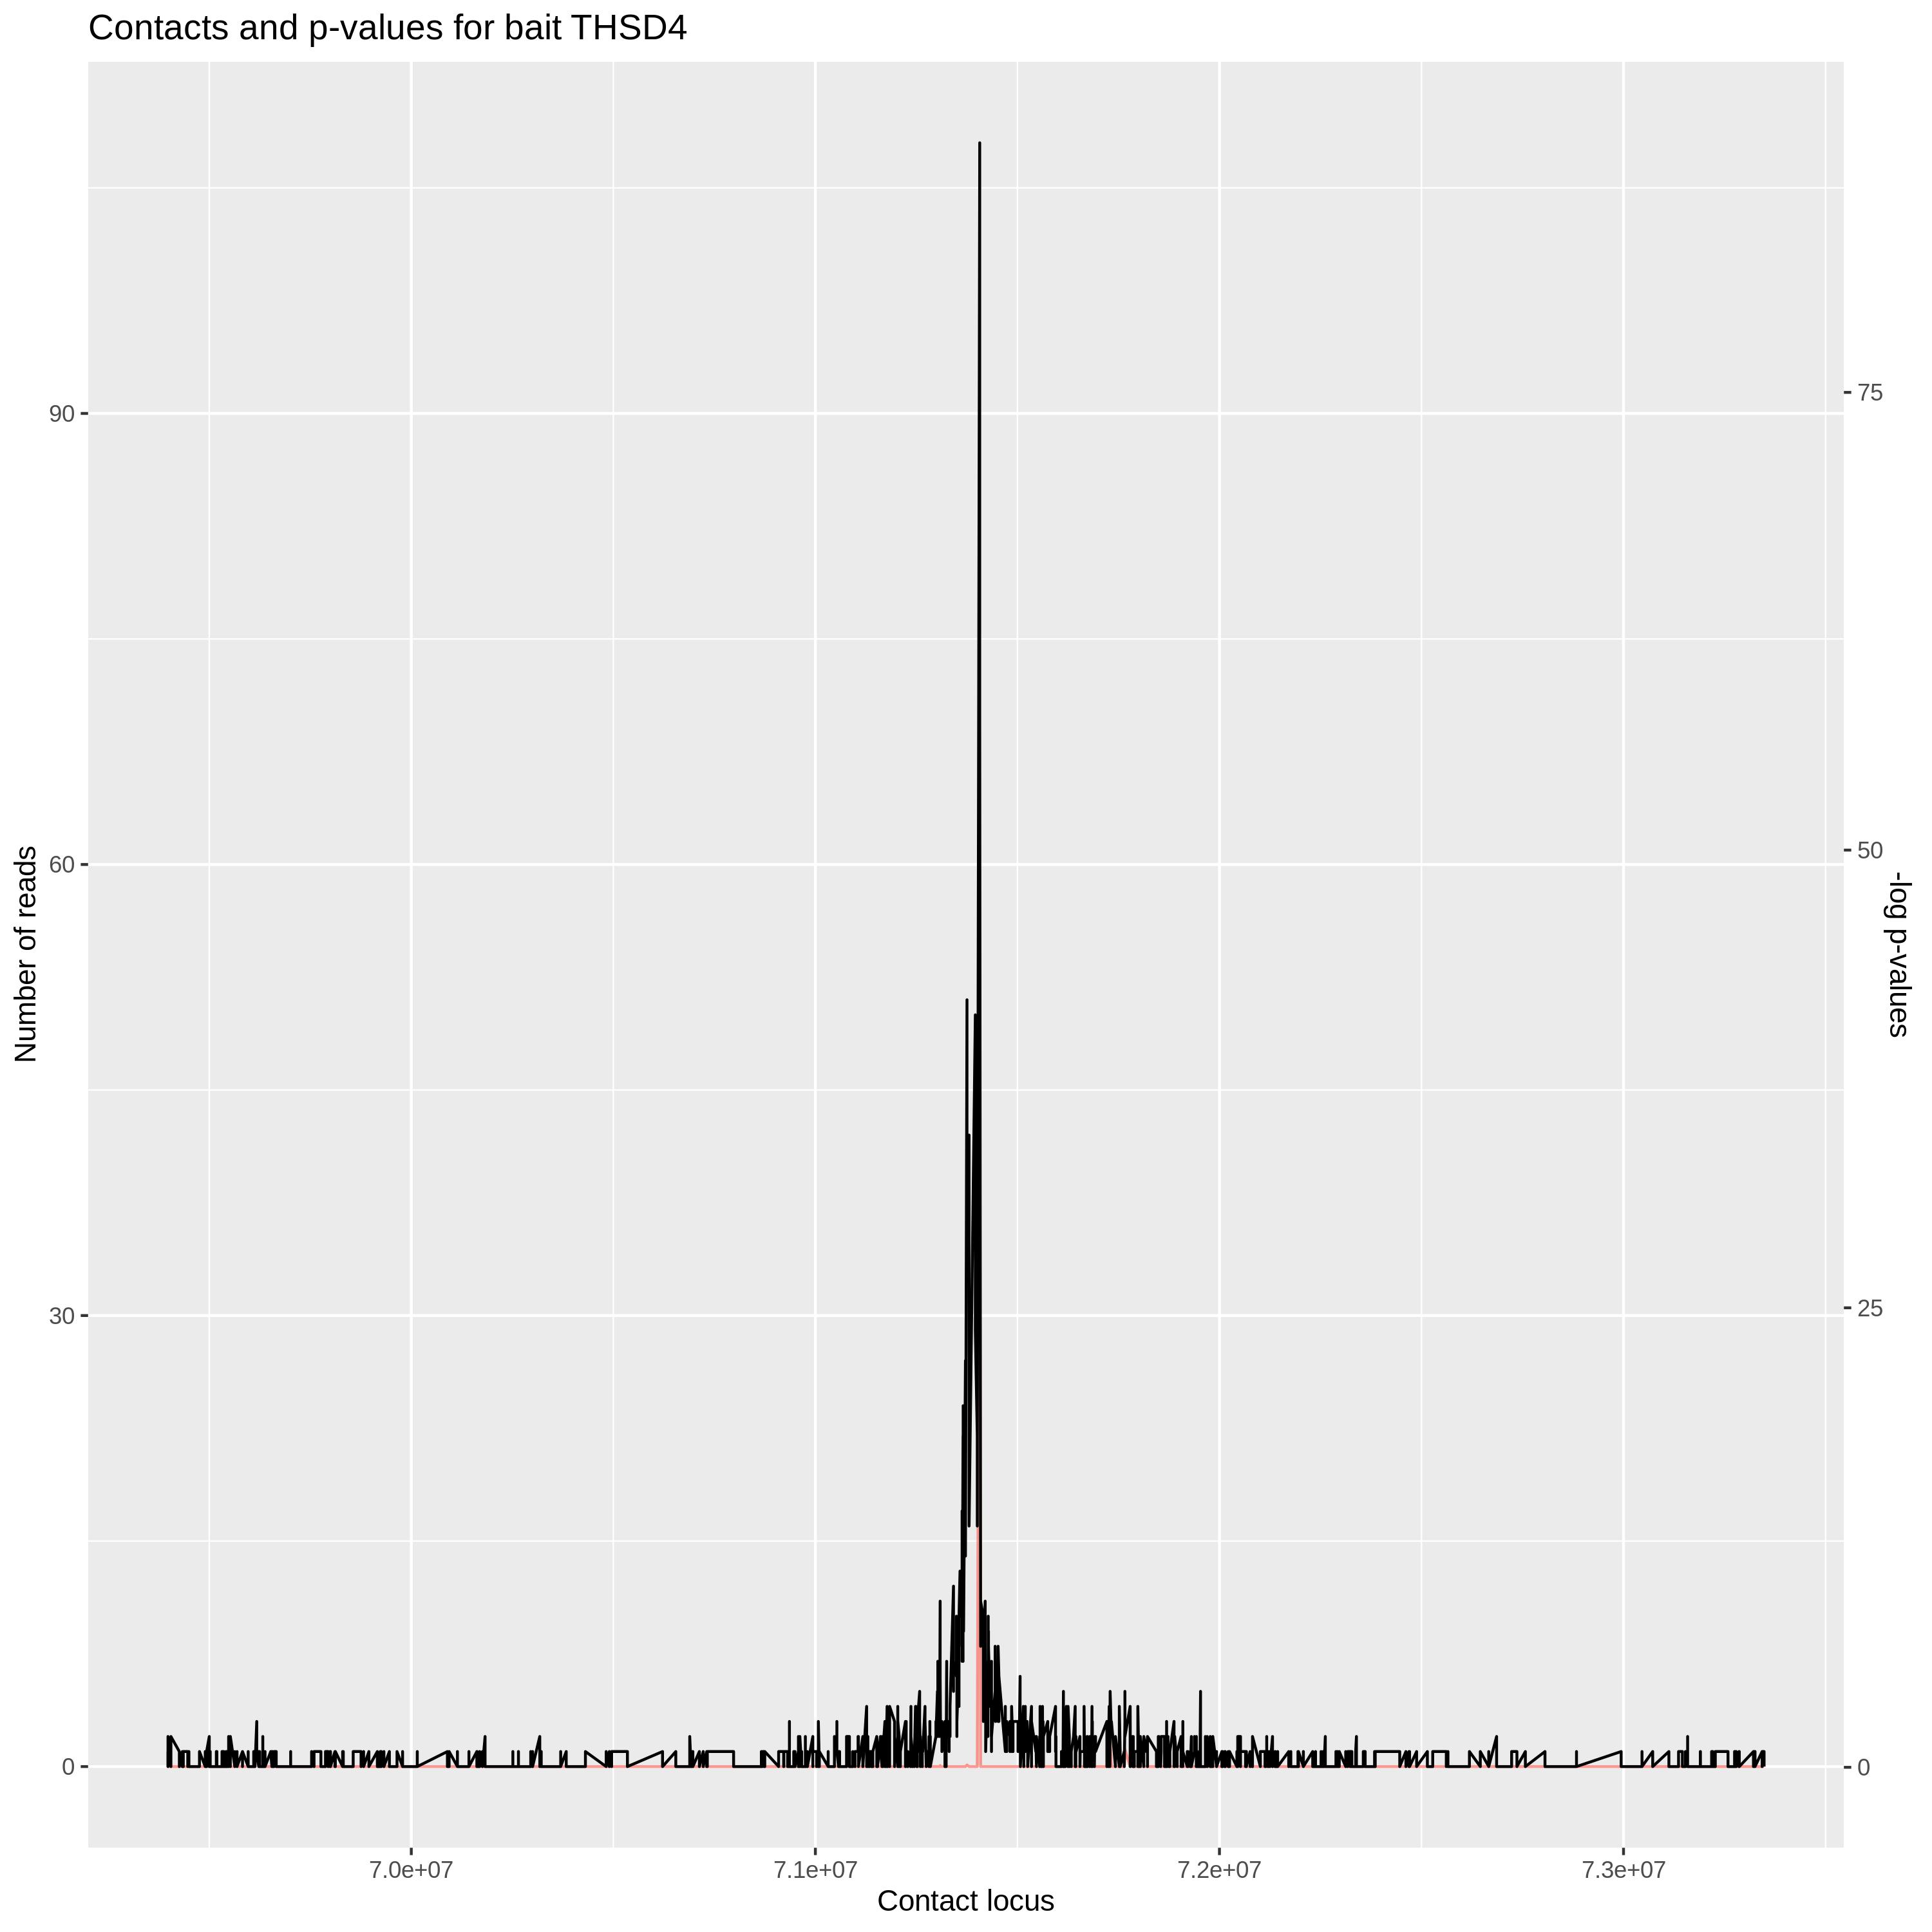 Contacts and p-values for bait THSD4
Number of reads
90
60
30
0
75
50
25
0
-log p-values
7.0e+07
7.1e+07
7.2e+07
7.3e+07
Contact locus